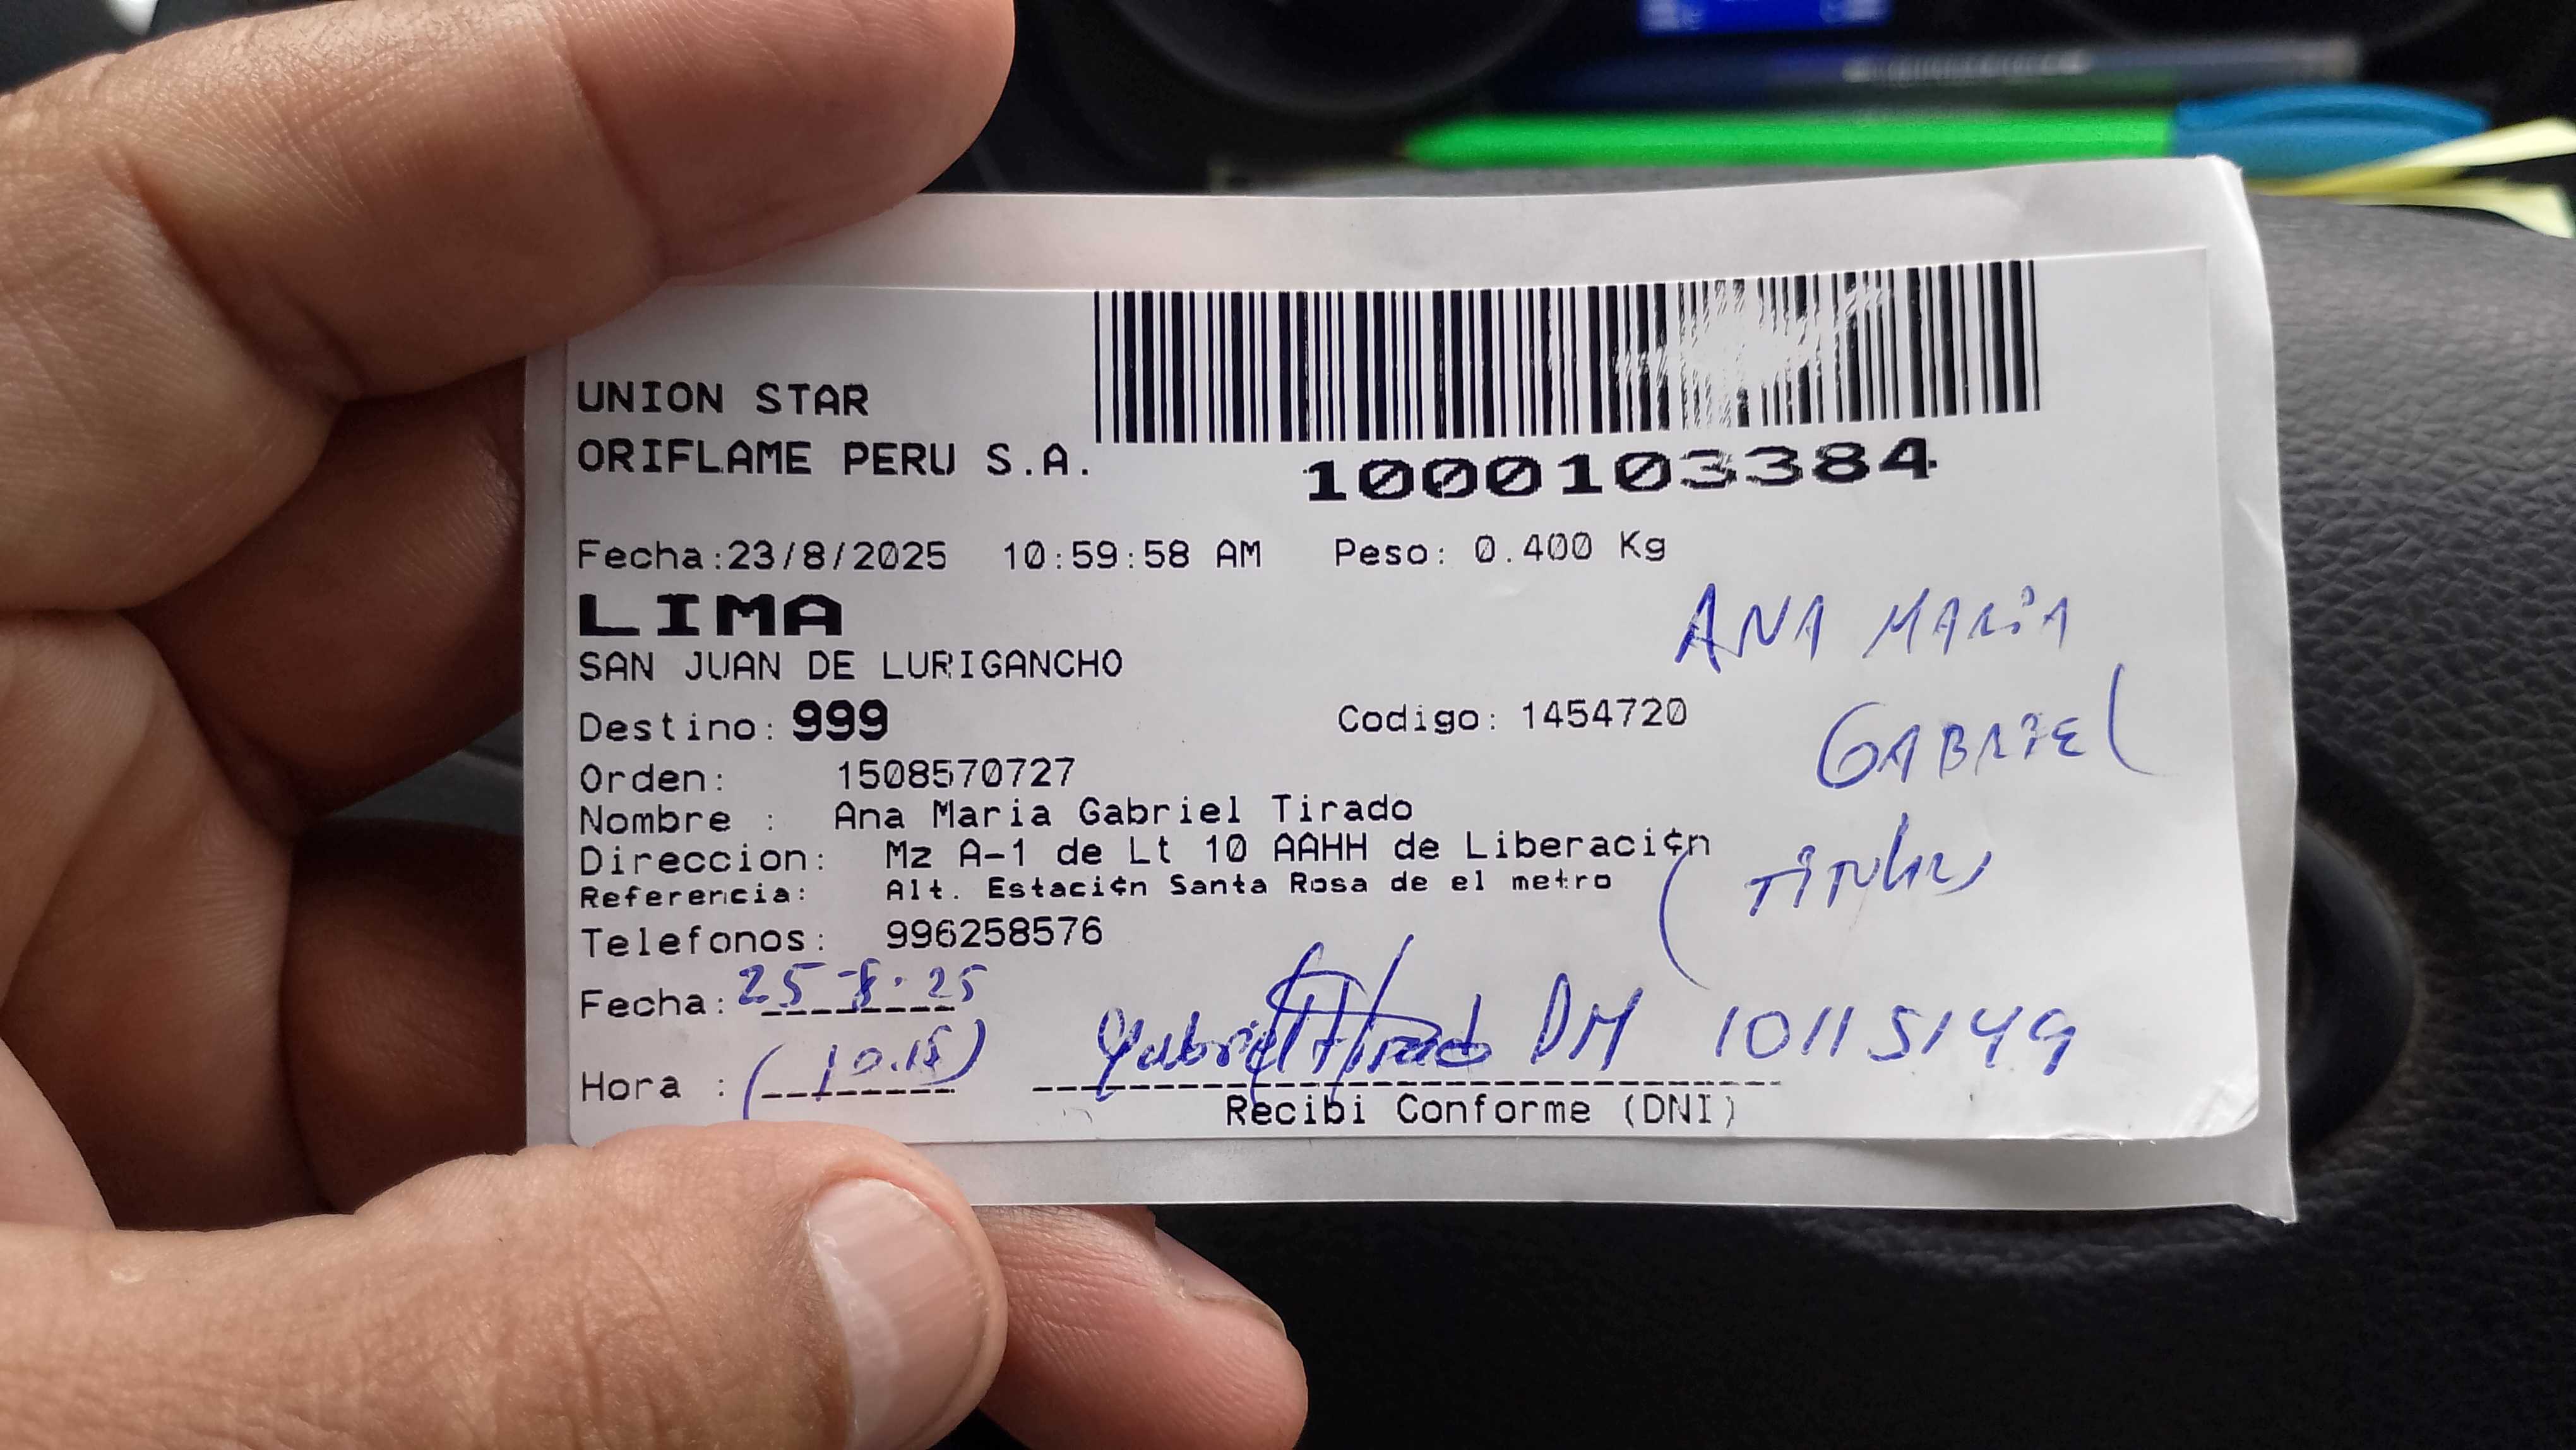 UNION STAR
ORIFLAME PERU S.A.
1000103384
Fecha:23/8/2025 10:59:58 AM Peso: 0.400 Kg
LIMA
SAN JUAN DE LURIGANCHO
ANA MARIA
Destino: 999 Codigo: 1454720
GABRIEL
Orden: 1508570727
Nombre : Ana Maria Gabriel Tirado
Direccion: Mz A-1 de Lt 10 AAHH de Liberaci¢n
Referencia: Alt. Estaci¢n Santa Rosa de el metro
Telefonos: 996258576
Fecha: 25-8-25
Gabriel Tirado 10115149
Hora : (10.15)
Recibi Conforme (DNI)